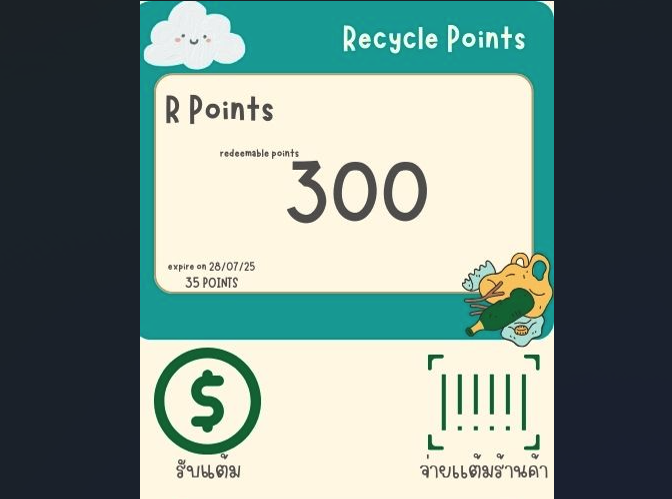 Recycle Points
R Points
redeemable points
300
expire on 28/07/25
35 POINTS
$
รับแต้ม
จ่ายแต้มร้านค้า